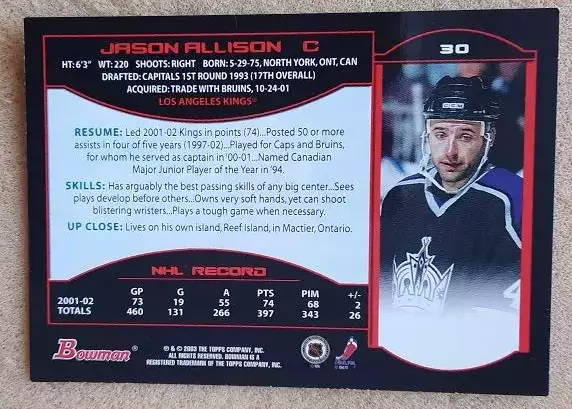 JASON ALLISON C
30
HT: 6'3" WT: 220 SHOOTS: RIGHT BORN: 5-29-75, NORTH YORK, ONT, CAN
DRAFTED: CAPITALS 1ST ROUND 1993 (17TH OVERALL)
ACQUIRED: TRADE WITH BRUINS, 10-24-01
LOS ANGELES KINGS®
CCM
RESUME: Led 2001-02 Kings in points (74)...Posted 50 or more
assists in four of five years (1997-02)...Played for Caps and Bruins,
for whom he served as captain in '00-01...Named Canadian
Major Junior Player of the Year in '94.
SKILLS: Has arguably the best passing skills of any big center...Sees
plays develop before others...Owns very soft hands, yet can shoot
blistering wristers...Plays a tough game when necessary.
UP CLOSE: Lives on his own island, Reef Island, in Mactier, Ontario.
NHL RECORD
GP G A PTS PIM +/-
2001-02 73 19 55 74 68 2
TOTALS 460 131 266 397 343 26
Bowman
® & © 2003 THE TOPPS COMPANY, INC.
ALL RIGHTS RESERVED. BOWMAN IS A
REGISTERED TRADEMARK OF THE TOPPS COMPANY, INC.